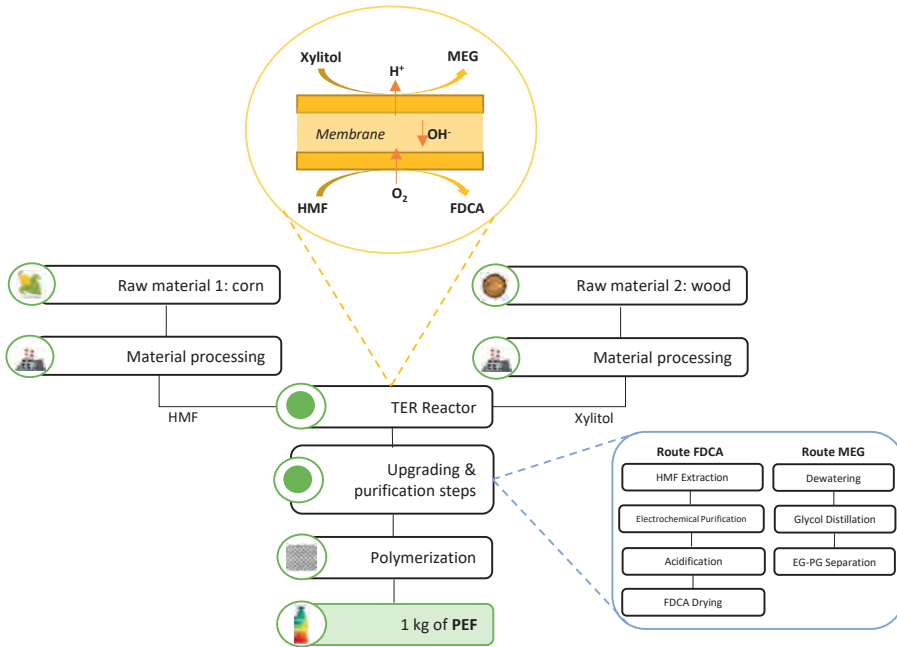 Xylitol
MEG
H⁺
Membrane
OH⁻
O₂
HMF
FDCA
Raw material 1: corn
Raw material 2: wood
Material processing
Material processing
HMF
TER Reactor
Xylitol
Upgrading &
purification steps
Polymerization
1 kg of PEF
Route FDCA
HMF Extraction
Electrochemical Purification
Acidification
FDCA Drying
Route MEG
Dewatering
Glycol Distillation
EG-PG Separation